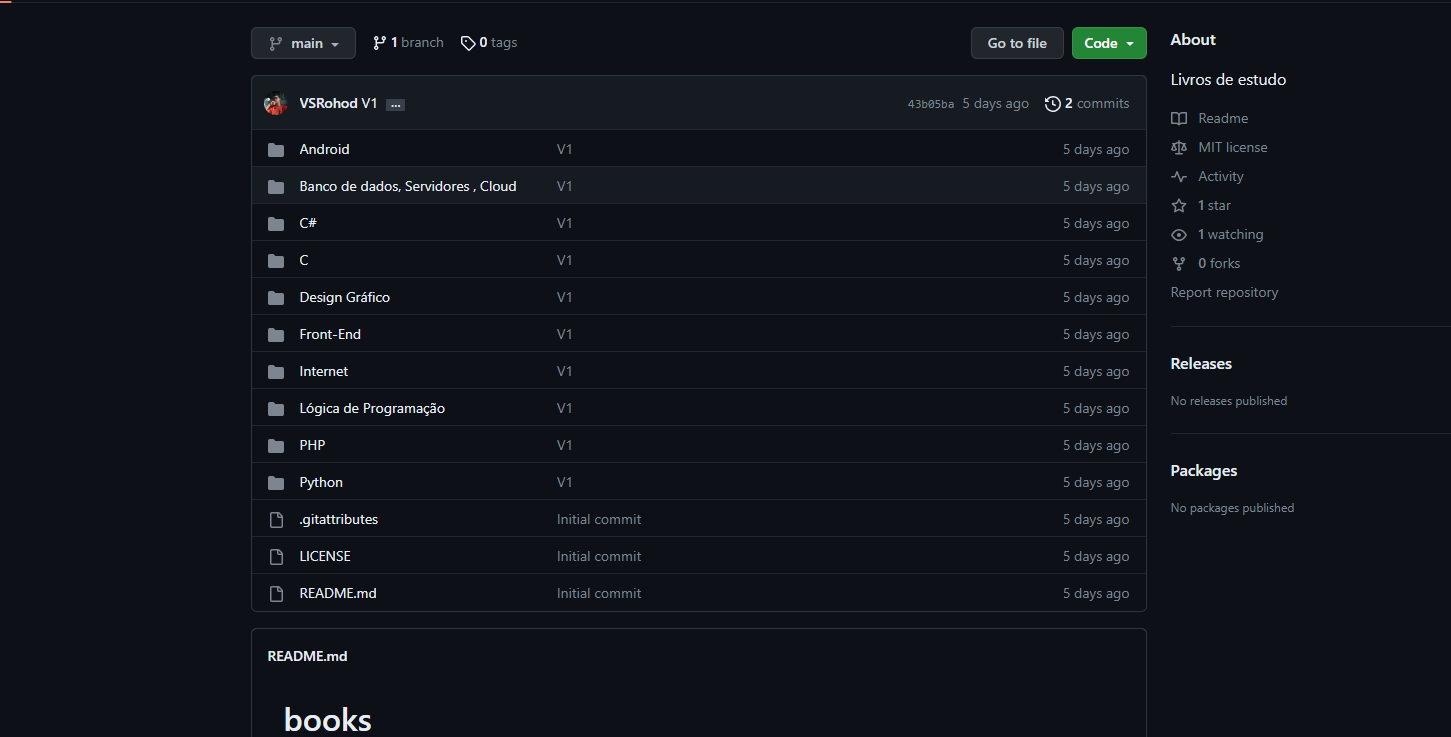 main 1 branch 0 tags Go to file Code
VSRohod V1 ... 43b05ba 5 days ago 2 commits
Android V1 5 days ago
Banco de dados, Servidores , Cloud V1 5 days ago
C# V1 5 days ago
C V1 5 days ago
Design Gráfico V1 5 days ago
Front-End V1 5 days ago
Internet V1 5 days ago
Lógica de Programação V1 5 days ago
PHP V1 5 days ago
Python V1 5 days ago
.gitattributes Initial commit 5 days ago
LICENSE Initial commit 5 days ago
README.md Initial commit 5 days ago
README.md
books
About
Livros de estudo
Readme
MIT license
Activity
1 star
1 watching
0 forks
Report repository
Releases
No releases published
Packages
No packages published